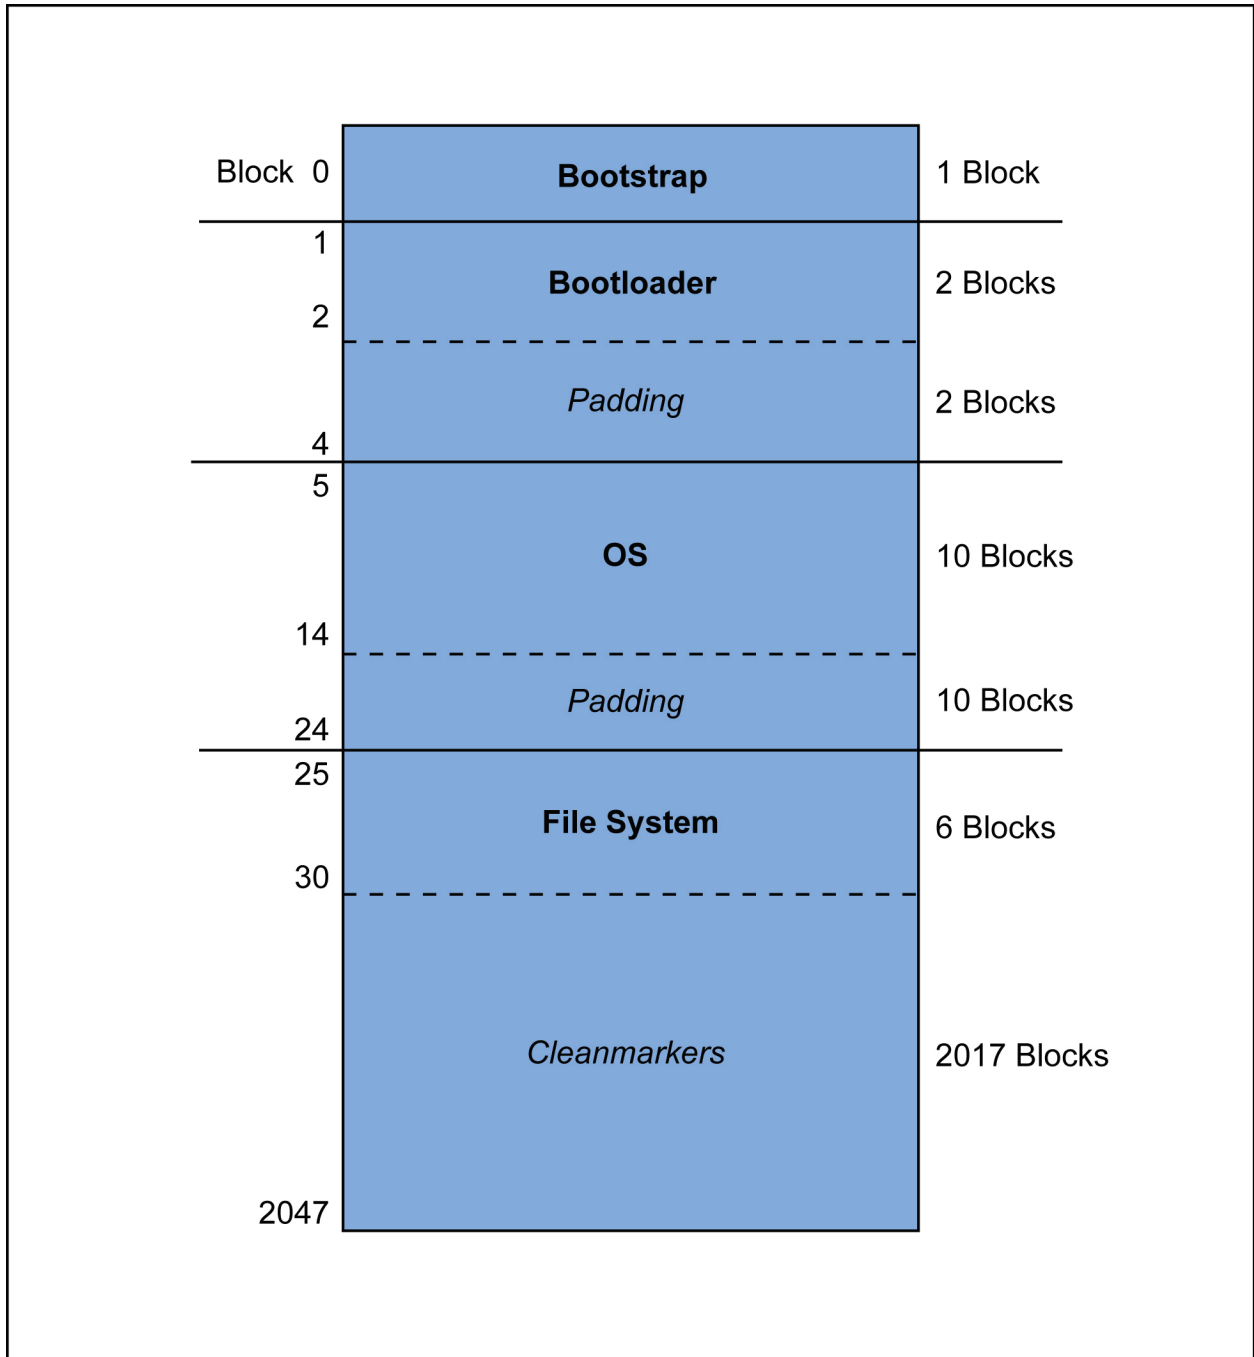 Block 0
Bootstrap
1 Block
1
Bootloader
2 Blocks
2
Padding
2 Blocks
4
5
OS
10 Blocks
14
Padding
10 Blocks
24
25
File System
6 Blocks
30
Cleanmarkers
2017 Blocks
2047